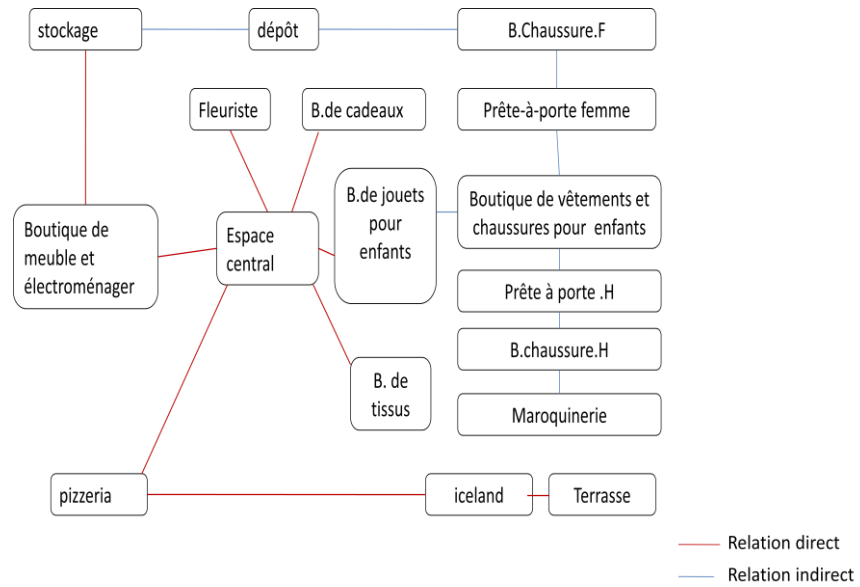 stockage
dépôt
B.Chaussure.F
Fleuriste
B.de cadeaux
Prête-à-porte femme
B.de jouets
pour
enfants
Boutique de vêtements et
chaussures pour enfants
Boutique de
meuble et
électroménager
Espace
central
Prête à porte .H
B.chaussure.H
B. de
tissus
Maroquinerie
pizzeria
iceland
Terrasse
Relation direct
Relation indirect